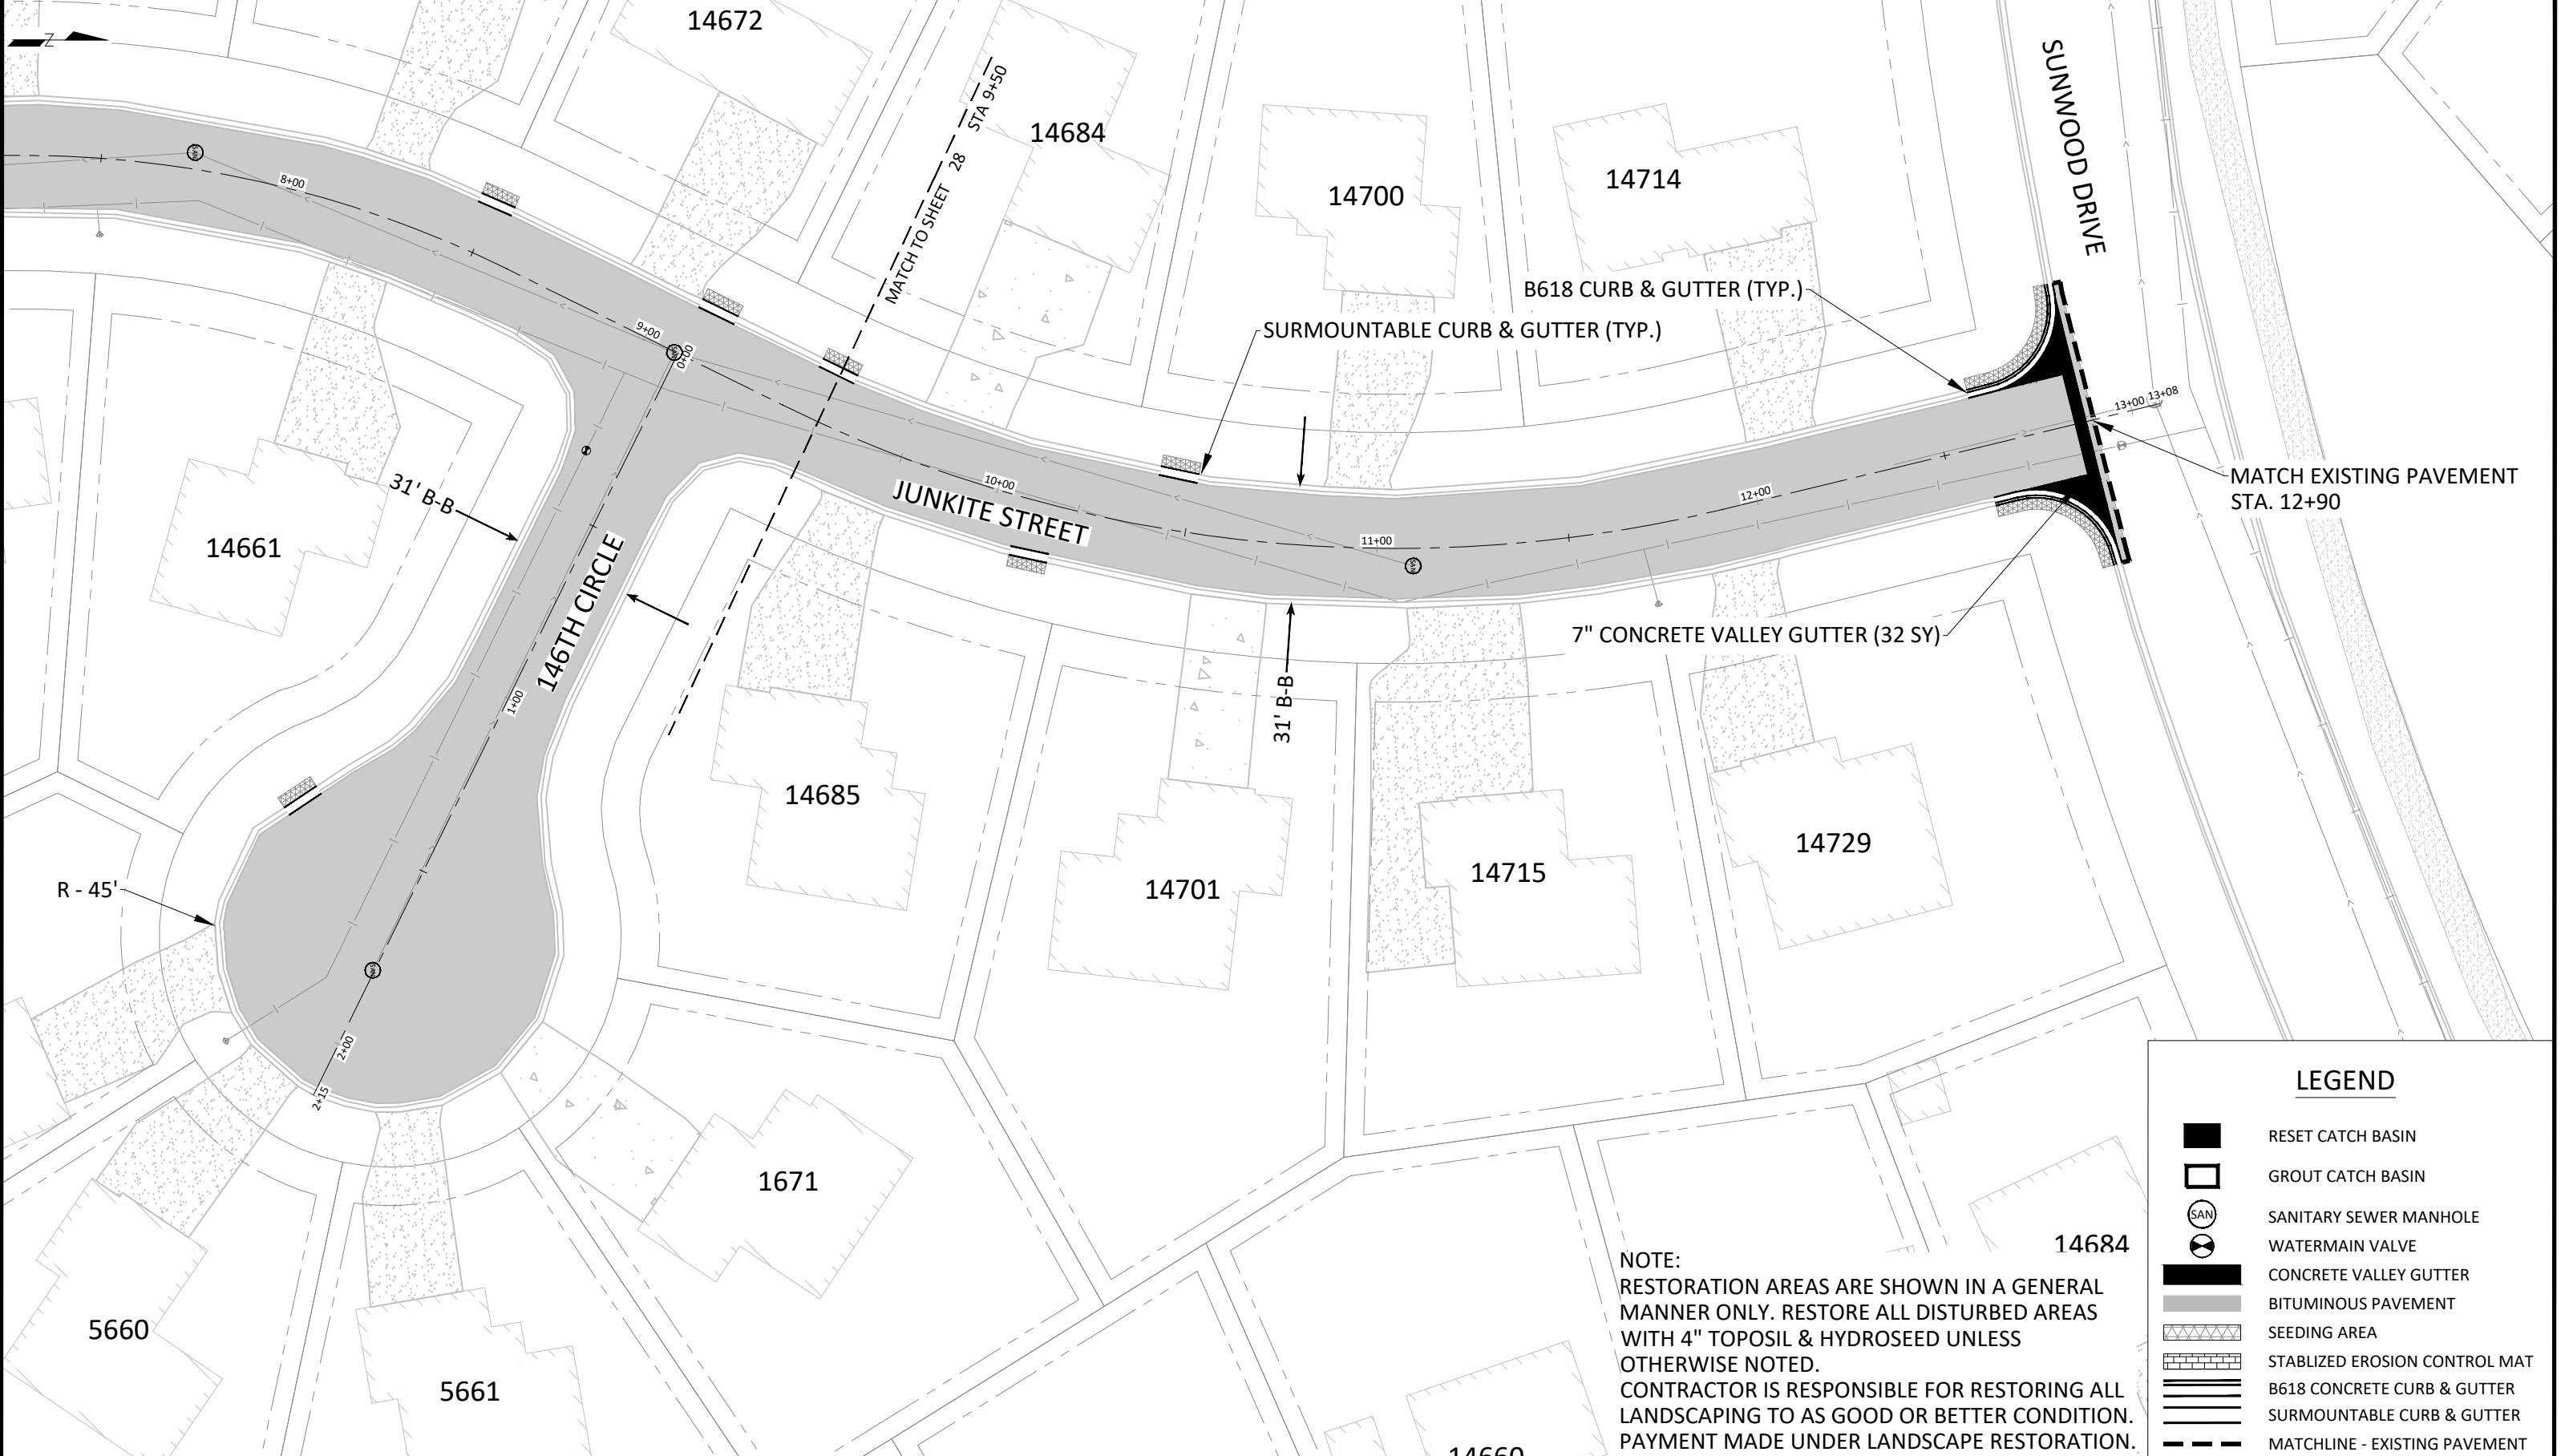 14672
Z
STA 9+50
MATCH TO SHEET 28
14684
14700
14714
SUNWOOD DRIVE
B618 CURB & GUTTER (TYP.)
SURMOUNTABLE CURB & GUTTER (TYP.)
SAN
8+00
9+00
SAN
0+00
13+00 13+08
MATCH EXISTING PAVEMENT
STA. 12+90
31' B-B
14661
JUNKITE STREET
10+00
11+00
12+00
SAN
146TH CIRCLE
7" CONCRETE VALLEY GUTTER (32 SY)
31' B-B
1+00
14685
14701
14715
14729
R - 45'
SAN
2+00
2+15
1671
5660
5661
14684
14660
NOTE:
RESTORATION AREAS ARE SHOWN IN A GENERAL
MANNER ONLY. RESTORE ALL DISTURBED AREAS
WITH 4" TOPOSIL & HYDROSEED UNLESS
OTHERWISE NOTED.
CONTRACTOR IS RESPONSIBLE FOR RESTORING ALL
LANDSCAPING TO AS GOOD OR BETTER CONDITION.
PAYMENT MADE UNDER LANDSCAPE RESTORATION.
LEGEND
RESET CATCH BASIN
GROUT CATCH BASIN
SAN SANITARY SEWER MANHOLE
WATERMAIN VALVE
CONCRETE VALLEY GUTTER
BITUMINOUS PAVEMENT
SEEDING AREA
STABLIZED EROSION CONTROL MAT
B618 CONCRETE CURB & GUTTER
SURMOUNTABLE CURB & GUTTER
MATCHLINE - EXISTING PAVEMENT